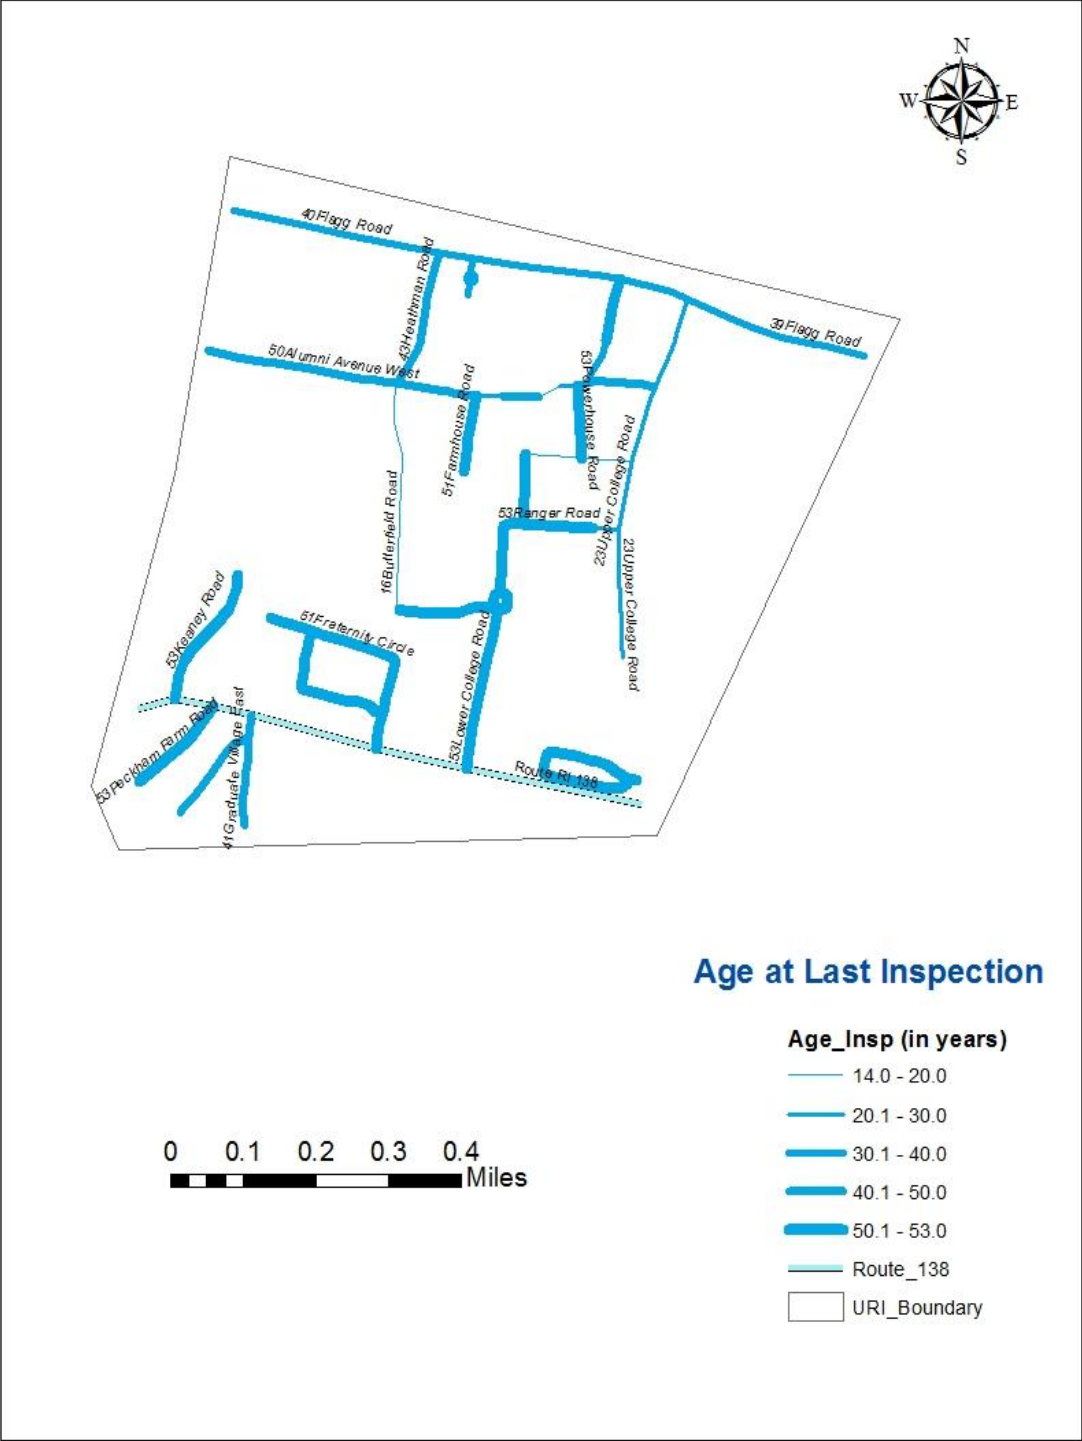 N
W E
S
40Flagg Road
43Heathman Road
39Flagg Road
50Alumni Avenue West
53Powerhouse Road
51Farmhouse Road
23Upper College Road
16Butterfield Road
53Ranger Road
23Upper College Road
53Keaney Road
51Fraternity Circle
53Lower College Road
53Peckham Farm Road
41Graduate Village East
Route RI 138
Age at Last Inspection
Age_Insp (in years)
14.0 - 20.0
20.1 - 30.0
30.1 - 40.0
40.1 - 50.0
50.1 - 53.0
Route_138
URI_Boundary
0 0.1 0.2 0.3 0.4
Miles